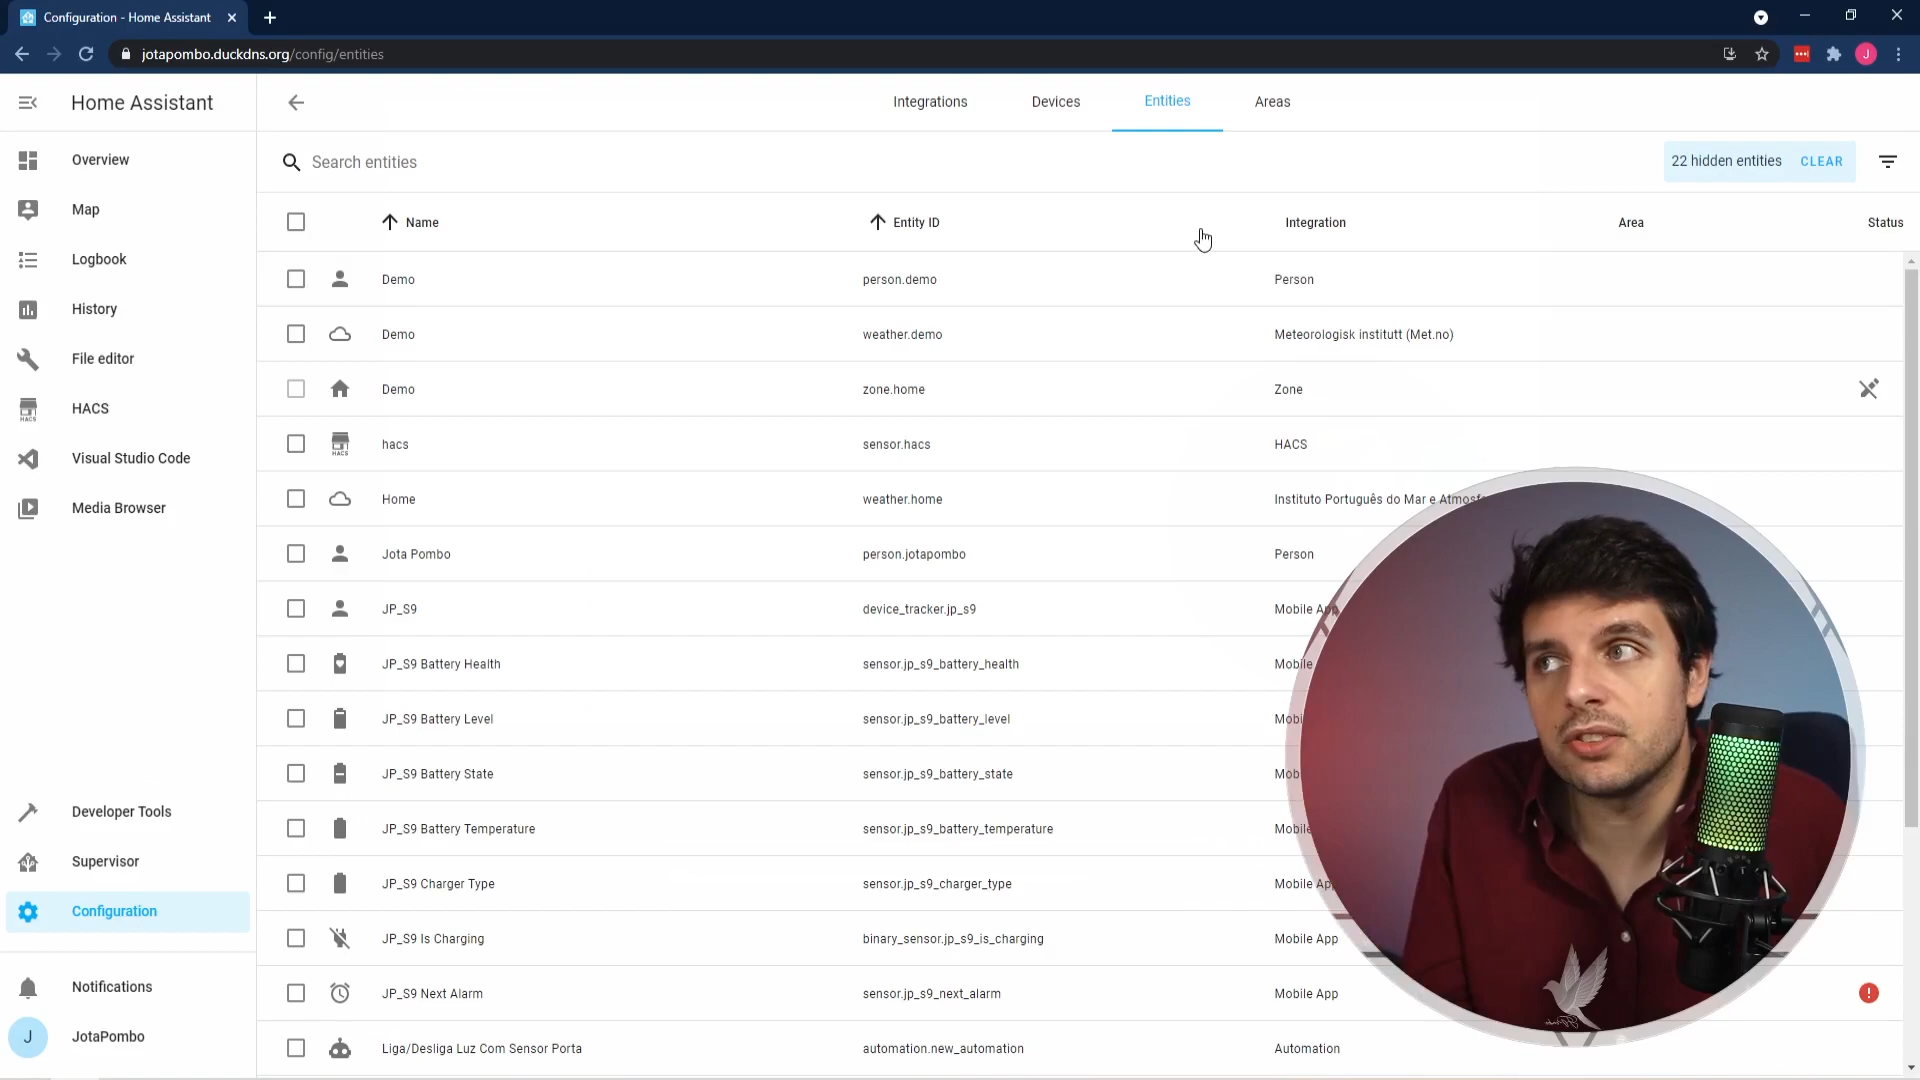 Configuration - Home Assistant
jotapombo.duckdns.org/config/entities
J
Home Assistant
Integrations
Devices
Entities
Areas
Overview
Map
Logbook
History
File editor
HACS
HACS
Visual Studio Code
Media Browser
Developer Tools
Supervisor
Configuration
Notifications
J
JotaPombo
Search entities
22 hidden entities CLEAR
Name Entity ID Integration Area Status
Demo person.demo Person
Demo weather.demo Meteorologisk institutt (Met.no)
Demo zone.home Zone
HACS hacs sensor.hacs HACS
Home weather.home Instituto Português do Mar e Atmosfe
Jota Pombo person.jotapombo Person
JP_S9 device_tracker.jp_s9 Mobile App
JP_S9 Battery Health sensor.jp_s9_battery_health Mobile
JP_S9 Battery Level sensor.jp_s9_battery_level Mobi
JP_S9 Battery State sensor.jp_s9_battery_state Mob
JP_S9 Battery Temperature sensor.jp_s9_battery_temperature Mobile
JP_S9 Charger Type sensor.jp_s9_charger_type Mobile App
JP_S9 Is Charging binary_sensor.jp_s9_is_charging Mobile App
JP_S9 Next Alarm sensor.jp_s9_next_alarm Mobile App
Liga/Desliga Luz Com Sensor Porta automation.new_automation Automation